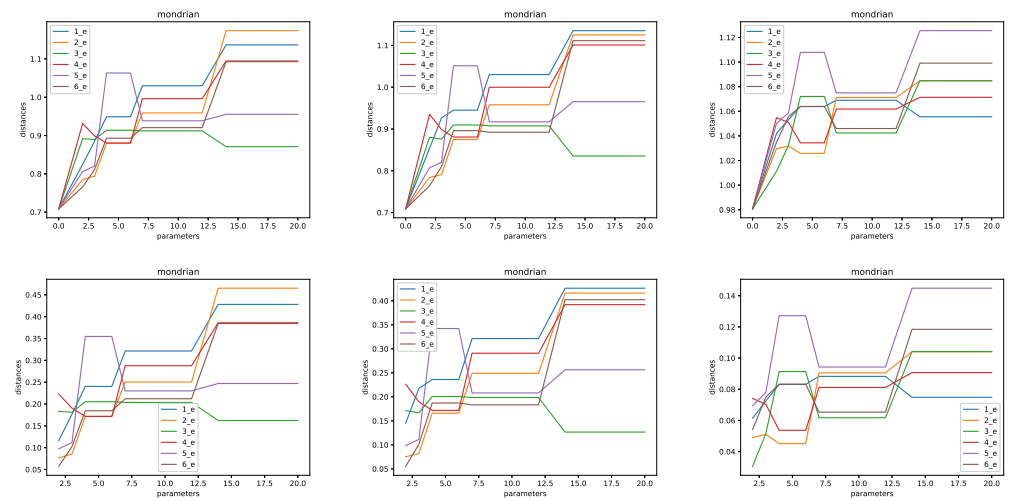 mondrian
1_e
2_e
3_e
4_e
5_e
6_e
distances
1.1
1.0
0.9
0.8
0.7
0.0 2.5 5.0 7.5 10.0 12.5 15.0 17.5 20.0
parameters
mondrian
1_e
2_e
3_e
4_e
5_e
6_e
distances
1.1
1.0
0.9
0.8
0.7
0.0 2.5 5.0 7.5 10.0 12.5 15.0 17.5 20.0
parameters
mondrian
1_e
2_e
3_e
4_e
5_e
6_e
distances
1.12
1.10
1.08
1.06
1.04
1.02
1.00
0.98
0.0 2.5 5.0 7.5 10.0 12.5 15.0 17.5 20.0
parameters
mondrian
distances
0.45
0.40
0.35
0.30
0.25
0.20
0.15
0.10
0.05
1_e
2_e
3_e
4_e
5_e
6_e
2.5 5.0 7.5 10.0 12.5 15.0 17.5 20.0
parameters
mondrian
1_e
2_e
3_e
4_e
5_e
6_e
distances
0.40
0.35
0.30
0.25
0.20
0.15
0.10
0.05
2.5 5.0 7.5 10.0 12.5 15.0 17.5 20.0
parameters
mondrian
distances
0.14
0.12
0.10
0.08
0.06
0.04
1_e
2_e
3_e
4_e
5_e
6_e
2.5 5.0 7.5 10.0 12.5 15.0 17.5 20.0
parameters